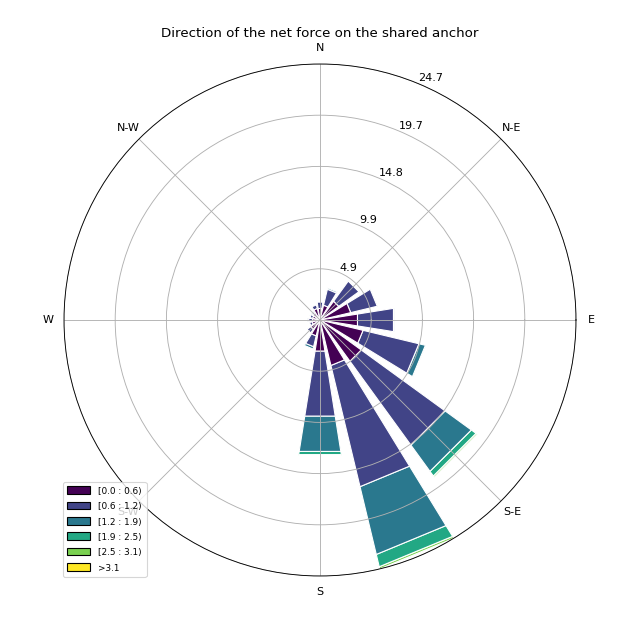 Direction of the net force on the shared anchor
N
24.7
N-W
N-E
19.7
14.8
9.9
4.9
W
E
[0.0 : 0.6)
[0.6 : 1.2)
S-W
S-E
[1.2 : 1.9)
[1.9 : 2.5)
[2.5 : 3.1)
>3.1
S